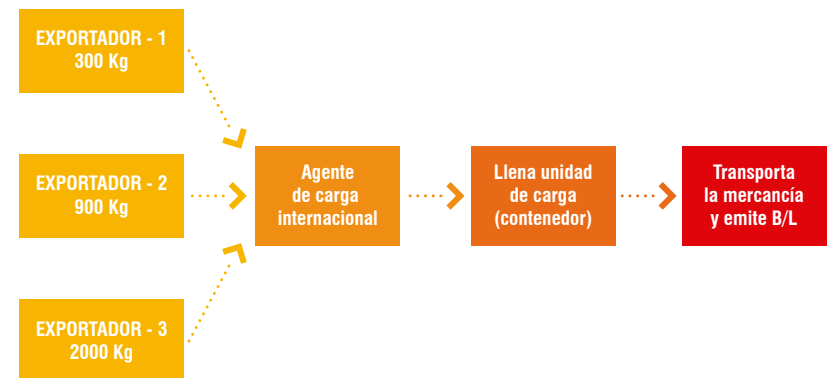 EXPORTADOR - 1
300 Kg
EXPORTADOR - 2
900 Kg
EXPORTADOR - 3
2000 Kg
Agente
de carga
internacional
Llena unidad
de carga
(contenedor)
Transporta
la mercancía
y emite B/L